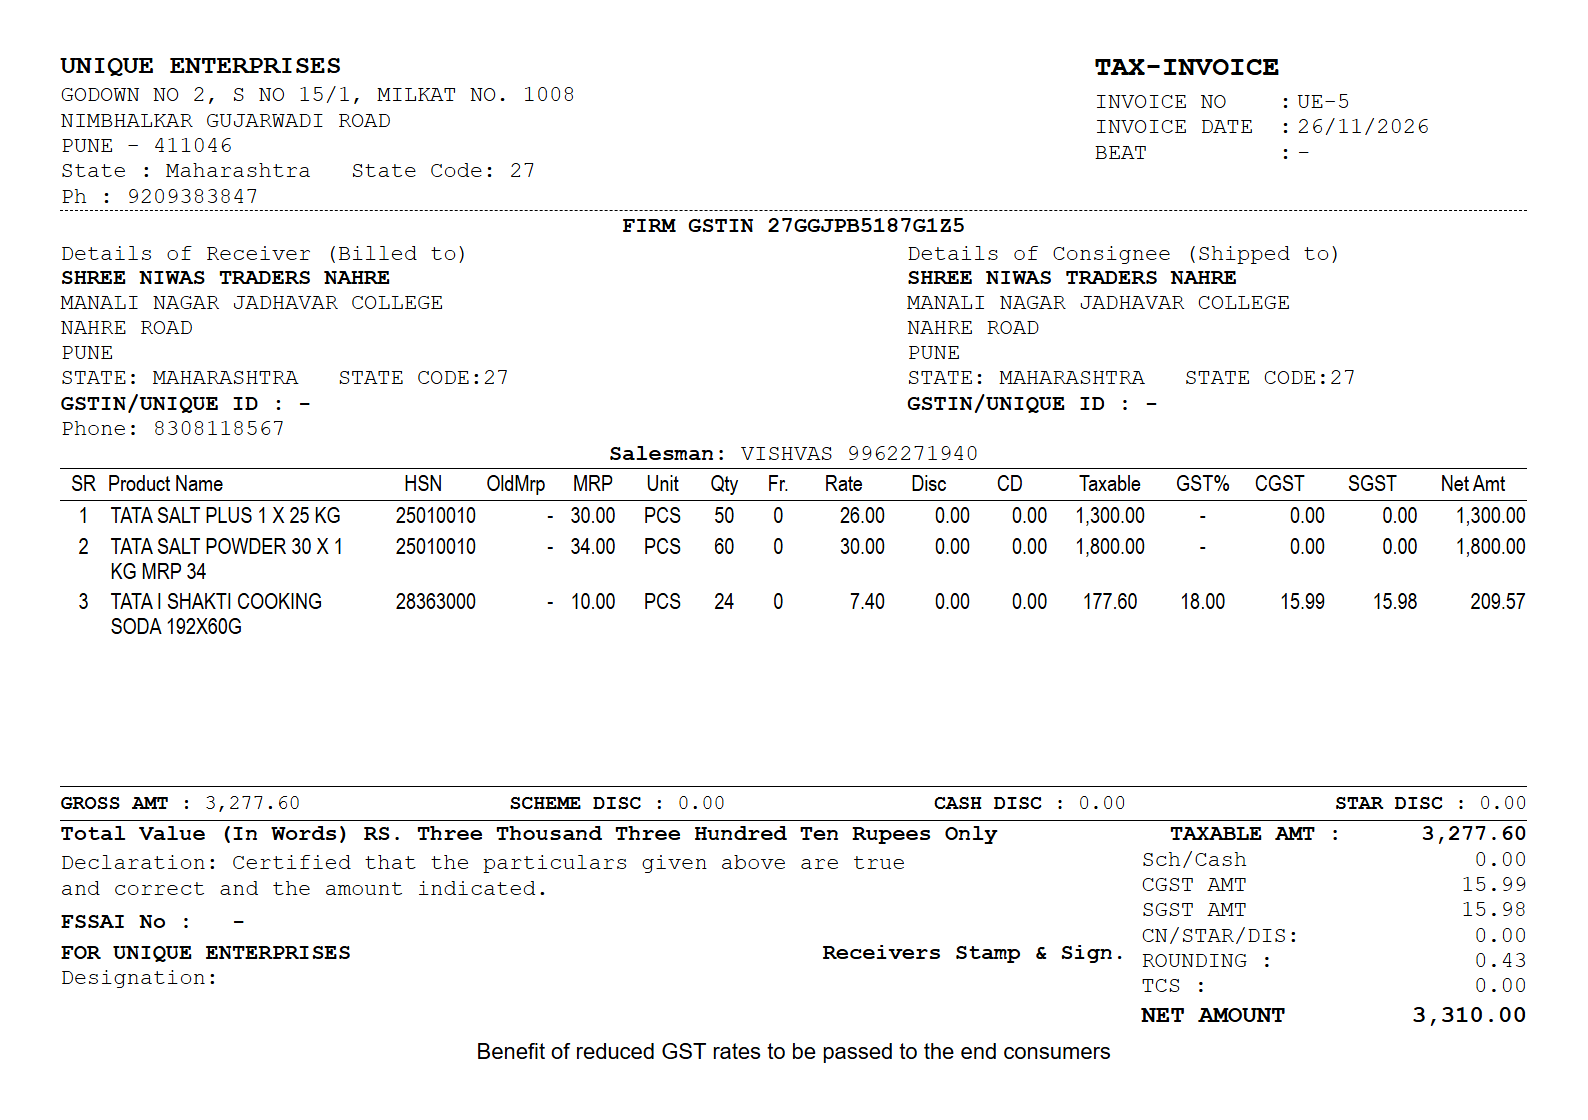 UNIQUE ENTERPRISES
GODOWN NO 2, S NO 15/1, MILKAT NO. 1008
NIMBHALKAR GUJARWADI ROAD
PUNE - 411046
State : Maharashtra State Code: 27
Ph : 9209383847
TAX-INVOICE
INVOICE NO : UE-5
INVOICE DATE : 26/11/2026
BEAT : -
FIRM GSTIN 27GGJPB5187G1Z5
Details of Receiver (Billed to)
SHREE NIWAS TRADERS NAHRE
MANALI NAGAR JADHAVAR COLLEGE
NAHRE ROAD
PUNE
STATE: MAHARASHTRA STATE CODE:27
GSTIN/UNIQUE ID : -
Phone: 8308118567
Details of Consignee (Shipped to)
SHREE NIWAS TRADERS NAHRE
MANALI NAGAR JADHAVAR COLLEGE
NAHRE ROAD
PUNE
STATE: MAHARASHTRA STATE CODE:27
GSTIN/UNIQUE ID : -
Salesman: VISHVAS 9962271940
SR Product Name HSN OldMrp MRP Unit Qty Fr. Rate Disc CD Taxable GST% CGST SGST Net Amt
1 TATA SALT PLUS 1 X 25 KG 25010010 - 30.00 PCS 50 0 26.00 0.00 0.00 1,300.00 - 0.00 0.00 1,300.00
2 TATA SALT POWDER 30 X 1 25010010 - 34.00 PCS 60 0 30.00 0.00 0.00 1,800.00 - 0.00 0.00 1,800.00
KG MRP 34
3 TATA I SHAKTI COOKING 28363000 - 10.00 PCS 24 0 7.40 0.00 0.00 177.60 18.00 15.99 15.98 209.57
SODA 192X60G
GROSS AMT : 3,277.60 SCHEME DISC : 0.00 CASH DISC : 0.00 STAR DISC : 0.00
Total Value (In Words) RS. Three Thousand Three Hundred Ten Rupees Only
Declaration: Certified that the particulars given above are true
and correct and the amount indicated.
FSSAI No : -
FOR UNIQUE ENTERPRISES
Designation:
Receivers Stamp & Sign.
TAXABLE AMT : 3,277.60
Sch/Cash 0.00
CGST AMT 15.99
SGST AMT 15.98
CN/STAR/DIS: 0.00
ROUNDING : 0.43
TCS : 0.00
NET AMOUNT 3,310.00
Benefit of reduced GST rates to be passed to the end consumers